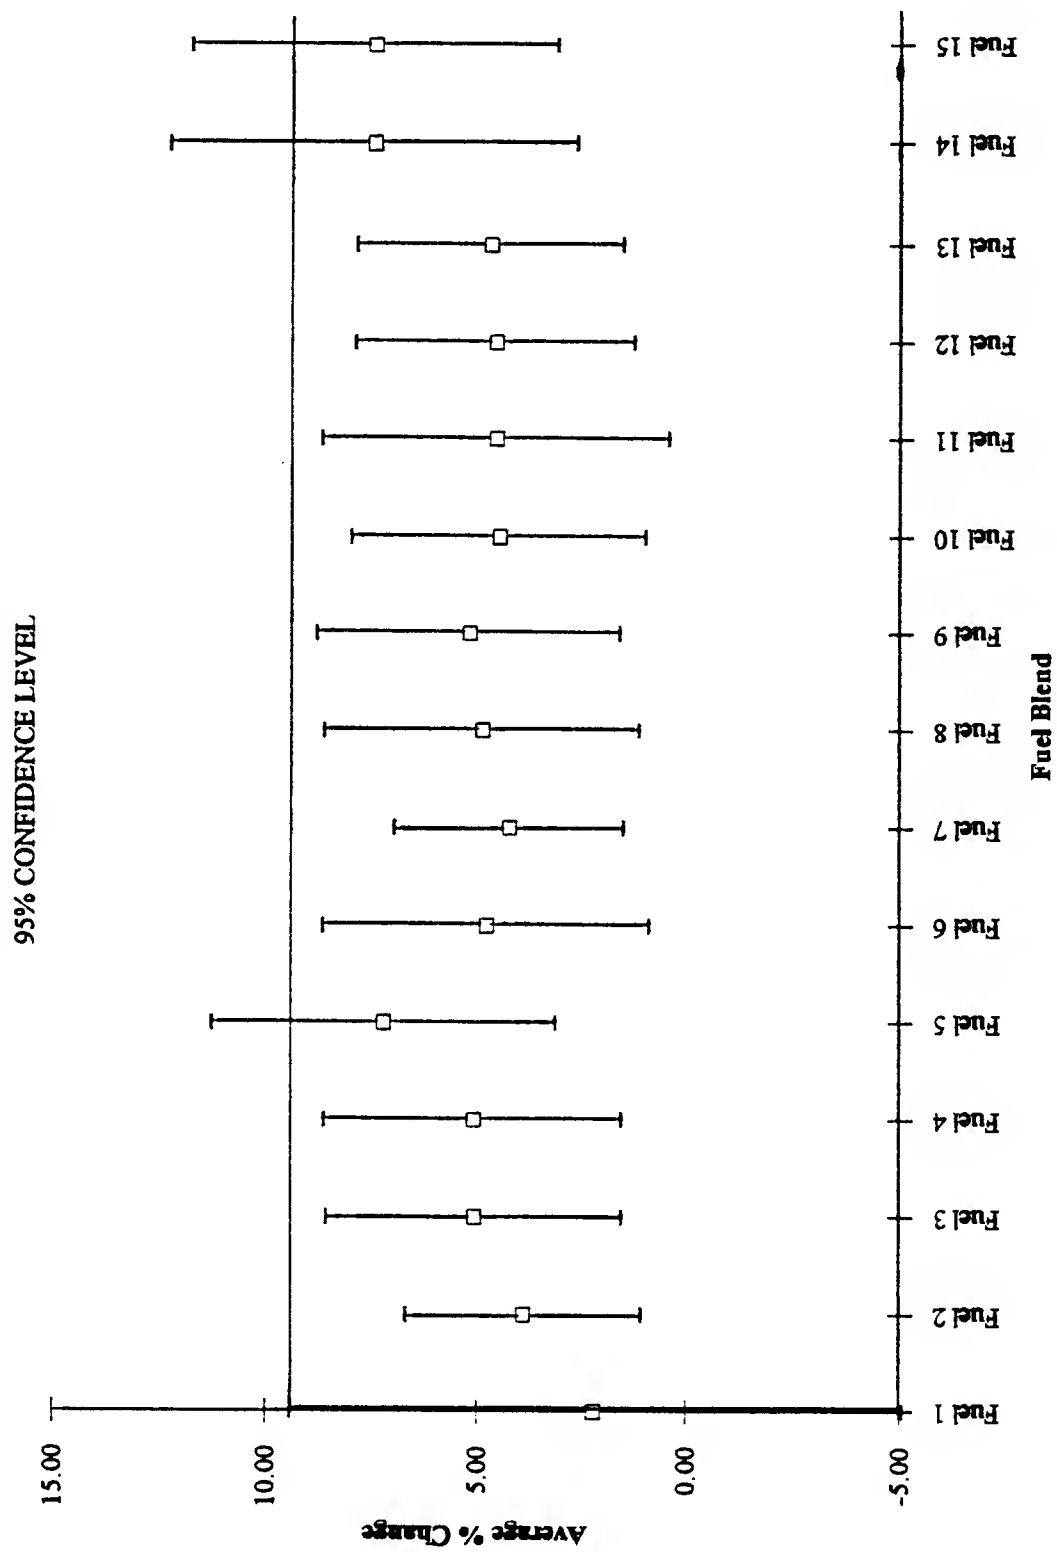 95% CONFIDENCE LEVEL
Average % Change
15.00
10.00
5.00
0.00
-5.00
Fuel 1
Fuel 2
Fuel 3
Fuel 4
Fuel 5
Fuel 6
Fuel 7
Fuel 8
Fuel 9
Fuel 10
Fuel 11
Fuel 12
Fuel 13
Fuel 14
Fuel 15
Fuel Blend